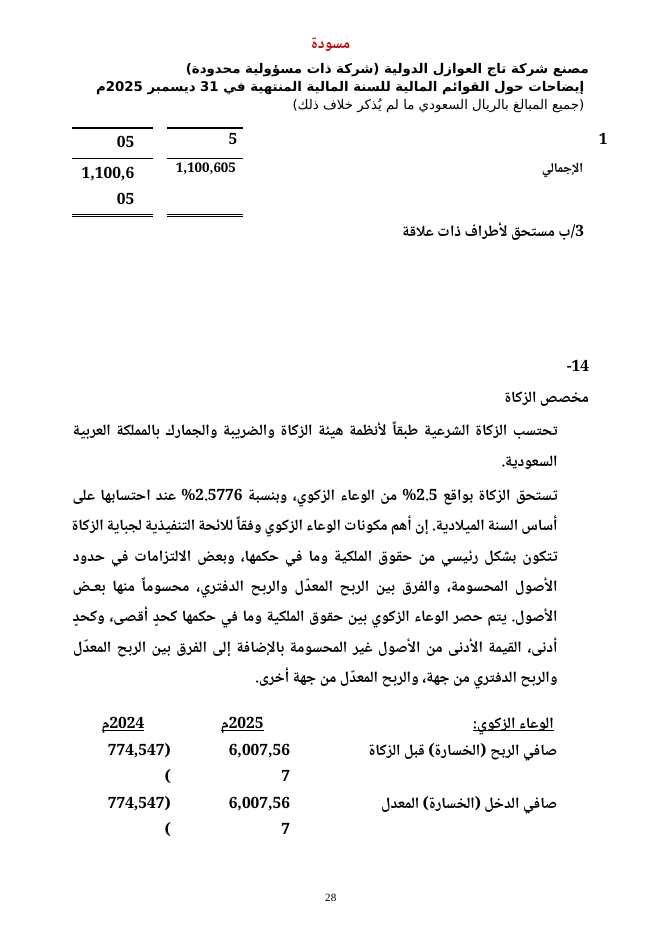 مسودة
مصنع شركة تاج العوازل الدولية (شركة ذات مسؤولية محدودة)
إيضاحات حول القوائم المالية للسنة المالية المنتهية في 31 ديسمبر 2025م
(جميع المبالغ بالريال السعودي ما لم يُذكر خلاف ذلك)
1 5 05
الإجمالي 1,100,605 1,100,6
05
3/ب مستحق لأطراف ذات علاقة
14-
مخصص الزكاة
تحتسب الزكاة الشرعية طبقاً لأنظمة هيئة الزكاة والضريبة والجمارك بالمملكة العربية
السعودية.
تستحق الزكاة بواقع 2.5% من الوعاء الزكوي، وبنسبة 2.5776% عند احتسابها على
أساس السنة الميلادية. إن أهم مكونات الوعاء الزكوي وفقاً للائحة التنفيذية لجباية الزكاة
تتكون بشكل رئيسي من حقوق الملكية وما في حكمها، وبعض الالتزامات في حدود
الأصول المحسومة، والفرق بين الربح المعدّل والربح الدفتري، محسوماً منها بعض
الأصول. يتم حصر الوعاء الزكوي بين حقوق الملكية وما في حكمها كحدٍ أقصى، وكحدٍ
أدنى، القيمة الأدنى من الأصول غير المحسومة بالإضافة إلى الفرق بين الربح المعدّل
والربح الدفتري من جهة، والربح المعدّل من جهة أخرى.
الوعاء الزكوي: 2025م 2024م
صافي الربح (الخسارة) قبل الزكاة 6,007,56 (774,547
7 )
صافي الدخل (الخسارة) المعدل 6,007,56 (774,547
7 )
28